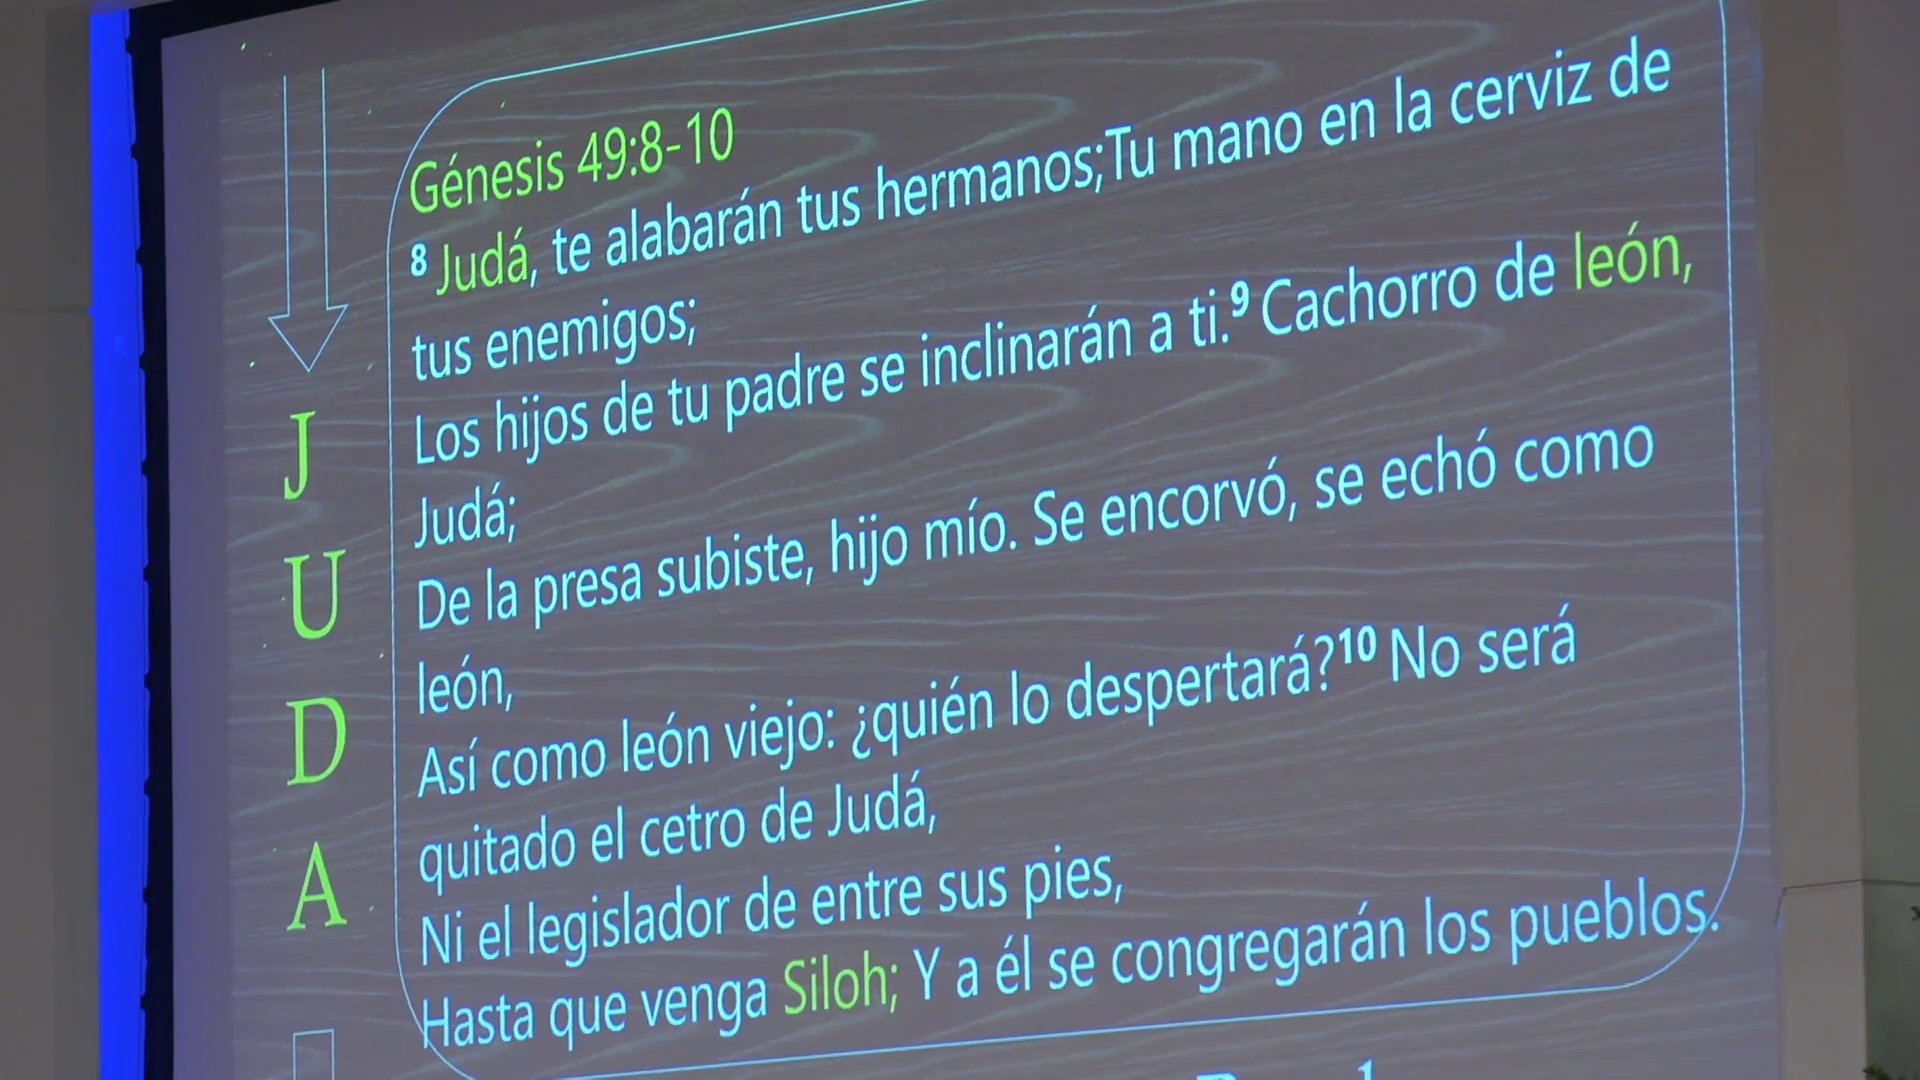 Génesis 49:8-10
8 Judá, te alabarán tus hermanos;Tu mano en la cerviz de
tus enemigos;
Los hijos de tu padre se inclinarán a ti.9 Cachorro de león,
Judá;
De la presa subiste, hijo mío. Se encorvó, se echó como
león,
Así como león viejo: ¿quién lo despertará?10 No será
quitado el cetro de Judá,
Ni el legislador de entre sus pies,
Hasta que venga Siloh; Y a él se congregarán los pueblos.
J
U
D
A